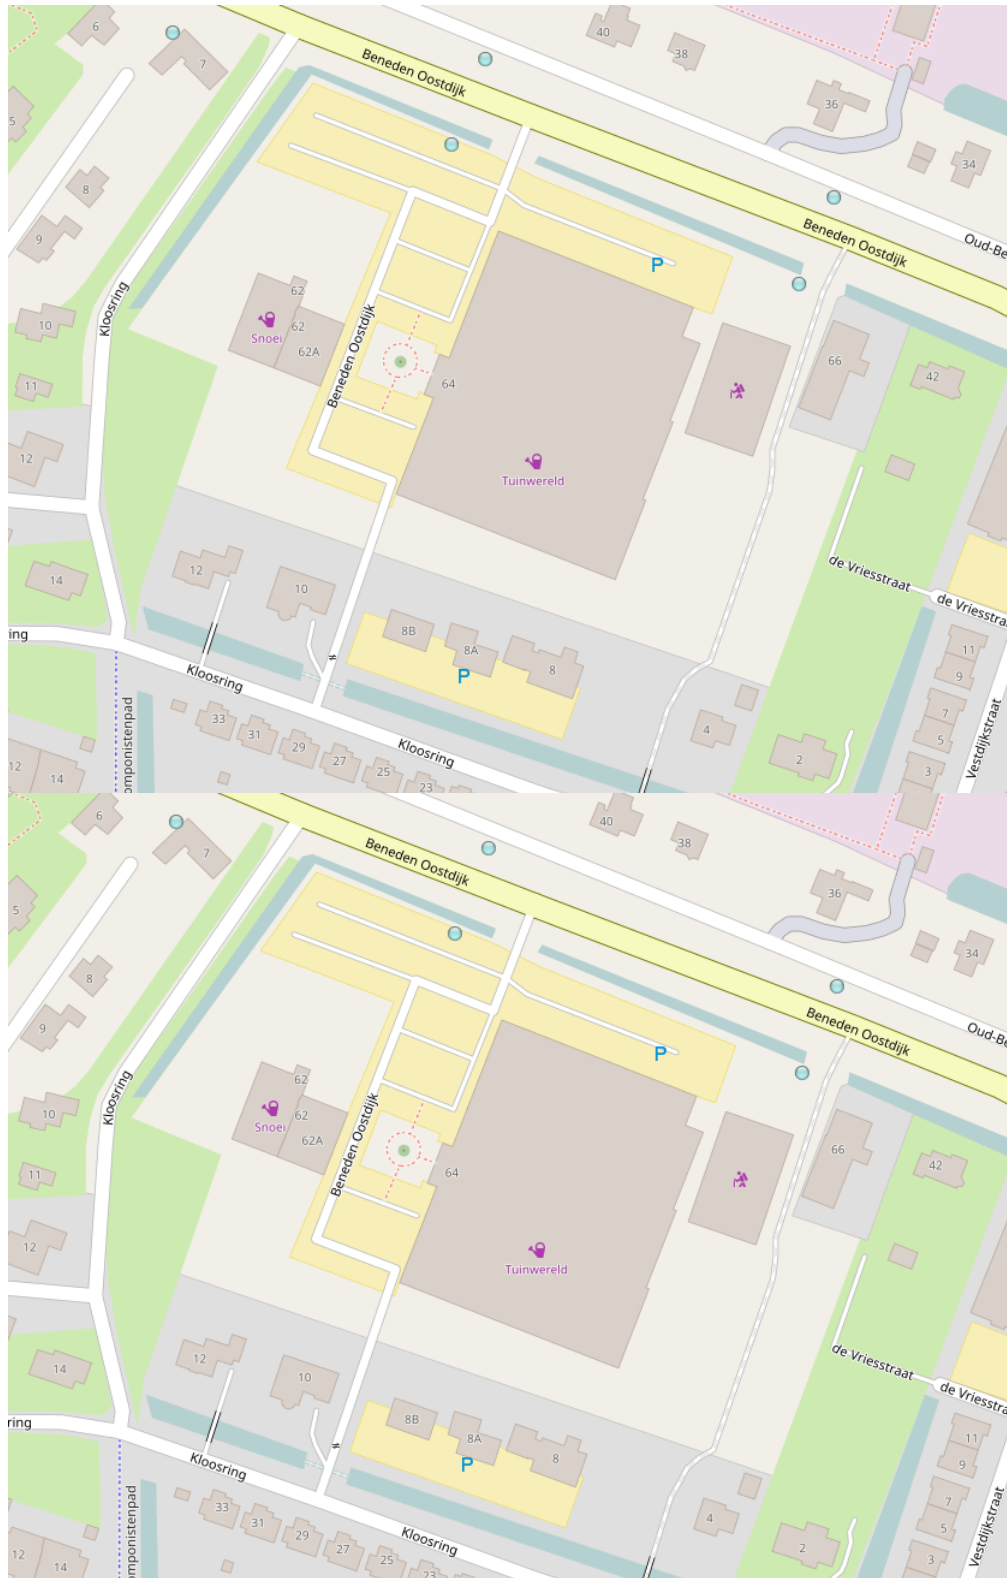 6
40
Beneden Oostdijk
38
7
36
5
34
8
Beneden Oostdijk
9
Oud-Be
P
62
10
Kloosring
62
Snoei
62A
Beneden Oostdijk
66
42
64
11
12
Tuinwereld
12
14
10
de Vriesstraat
de Vriesstra
8B
8A
8
ing
11
9
Kloosring
P
7
5
33
31
29
27
25
23
Kloosring
4
2
3
Vestdijkstraat
omponistenpad
12
14
6
40
Beneden Oostdijk
38
7
36
5
34
8
Beneden Oostdijk
9
Oud-Be
P
62
10
Kloosring
62
Snoei
62A
Beneden Oostdijk
66
42
64
11
12
Tuinwereld
12
14
10
de Vriesstraat
de Vriesstra
8B
8A
8
ring
11
9
Kloosring
P
7
5
33
31
29
27
25
23
Kloosring
4
2
3
Vestdijkstraat
omponistenpad
12
14